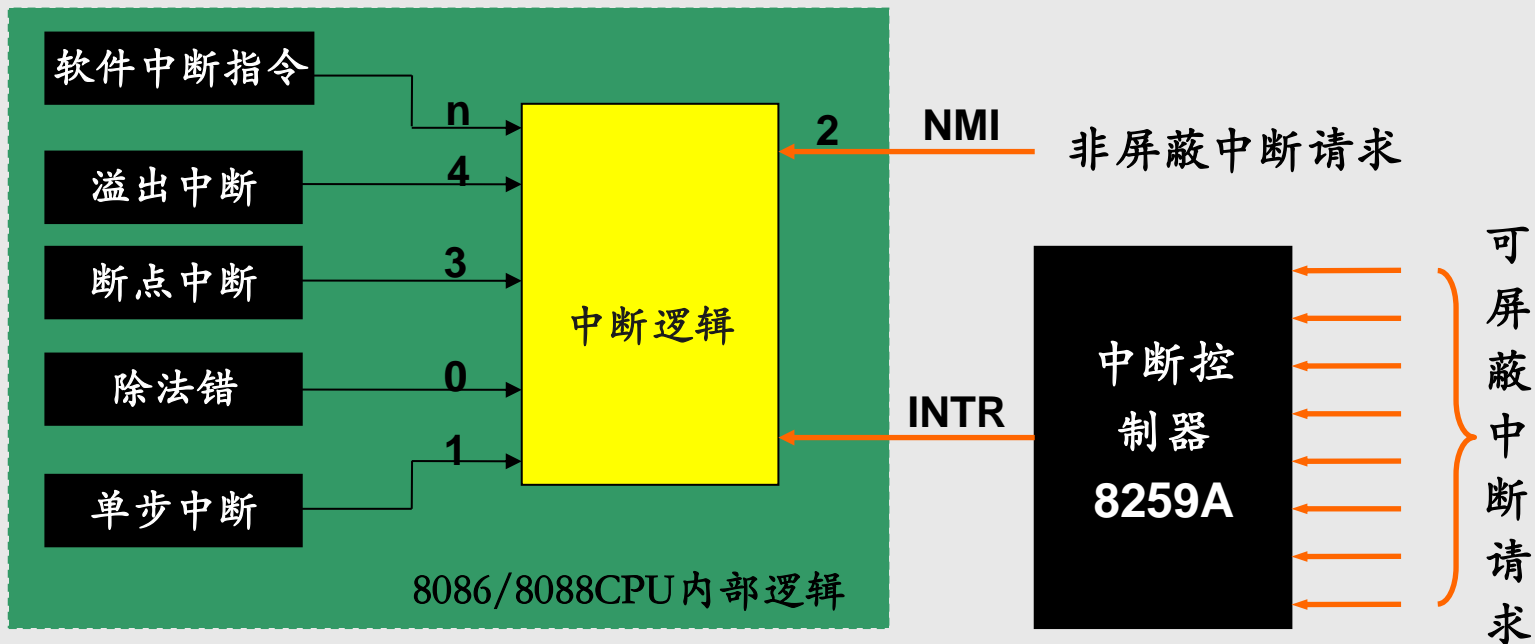 软件中断指令
n
溢出中断
4
断点中断
3
除法错
0
单步中断
1
中断逻辑
8086/8088CPU内部逻辑
2
NMI
非屏蔽中断请求
INTR
中断控
制器
8259A
可
屏
蔽
中
断
请
求